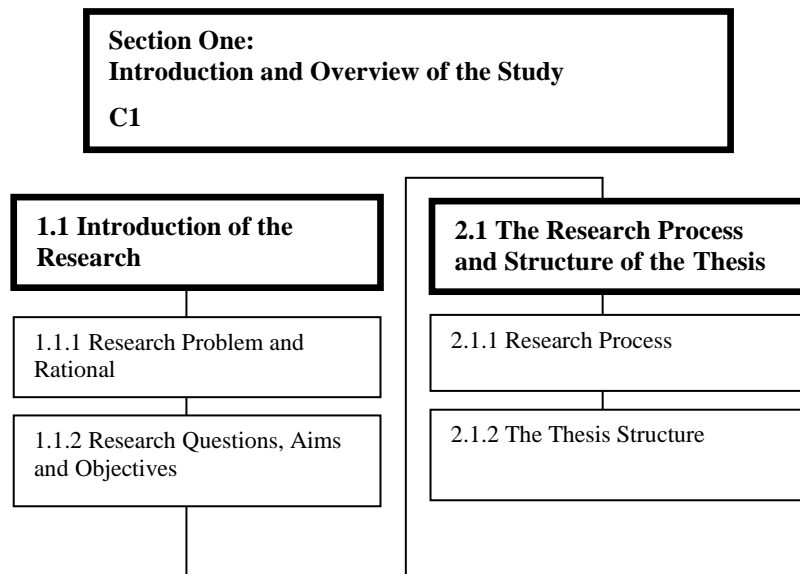 Section One:
Introduction and Overview of the Study
C1
1.1 Introduction of the
Research
1.1.1 Research Problem and
Rational
1.1.2 Research Questions, Aims
and Objectives
2.1 The Research Process
and Structure of the Thesis
2.1.1 Research Process
2.1.2 The Thesis Structure